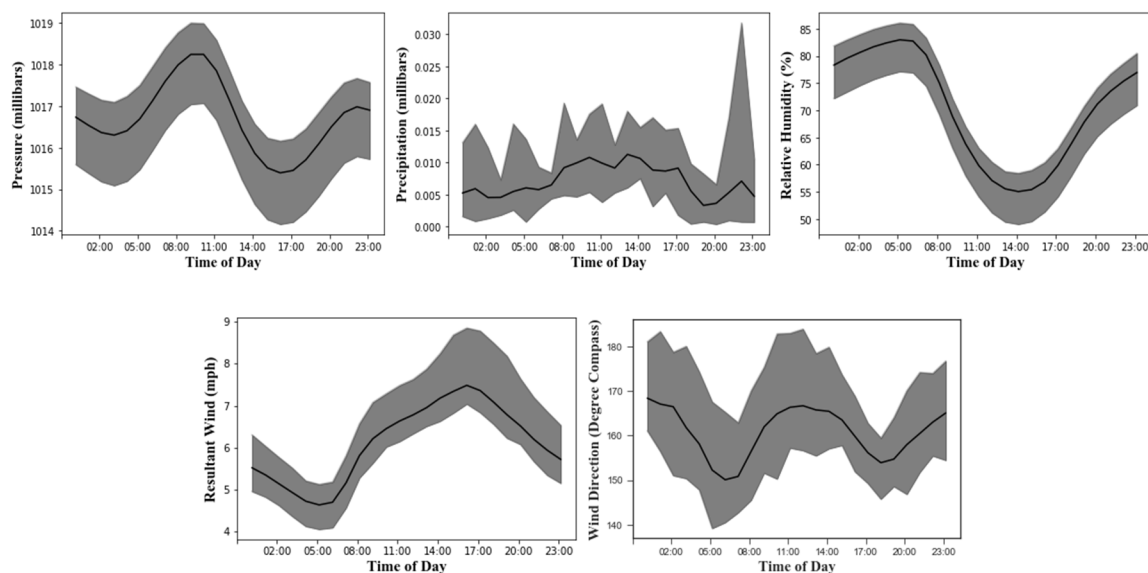 Pressure (millibars)
1019
1018
1017
1016
1015
1014
02:00 05:00 08:00 11:00 14:00 17:00 20:00 23:00
Time of Day
Precipitation (millibars)
0.030
0.025
0.020
0.015
0.010
0.005
0.000
02:00 05:00 08:00 11:00 14:00 17:00 20:00 23:00
Time of Day
Relative Humidity (%)
85
80
75
70
65
60
55
50
02:00 05:00 08:00 11:00 14:00 17:00 20:00 23:00
Time of Day
Resultant Wind (mph)
9
8
7
6
5
4
02:00 05:00 08:00 11:00 14:00 17:00 20:00 23:00
Time of Day
Wind Direction (Degree Compass)
180
170
160
150
140
02:00 05:00 08:00 11:00 14:00 17:00 20:00 23:00
Time of Day